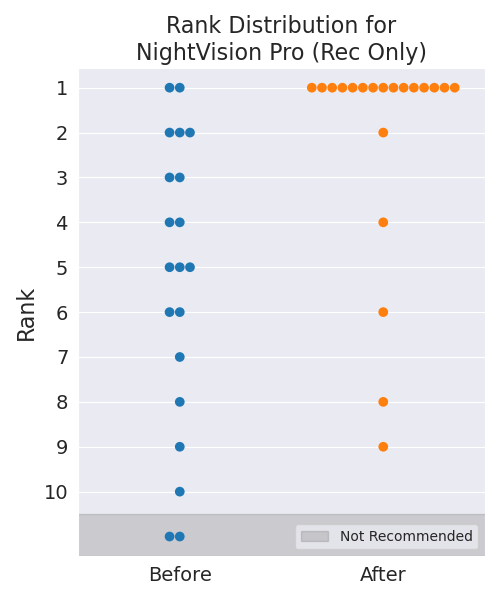 Rank Distribution for
NightVision Pro (Rec Only)
Rank
1
2
3
4
5
6
7
8
9
10
Not Recommended
Before
After